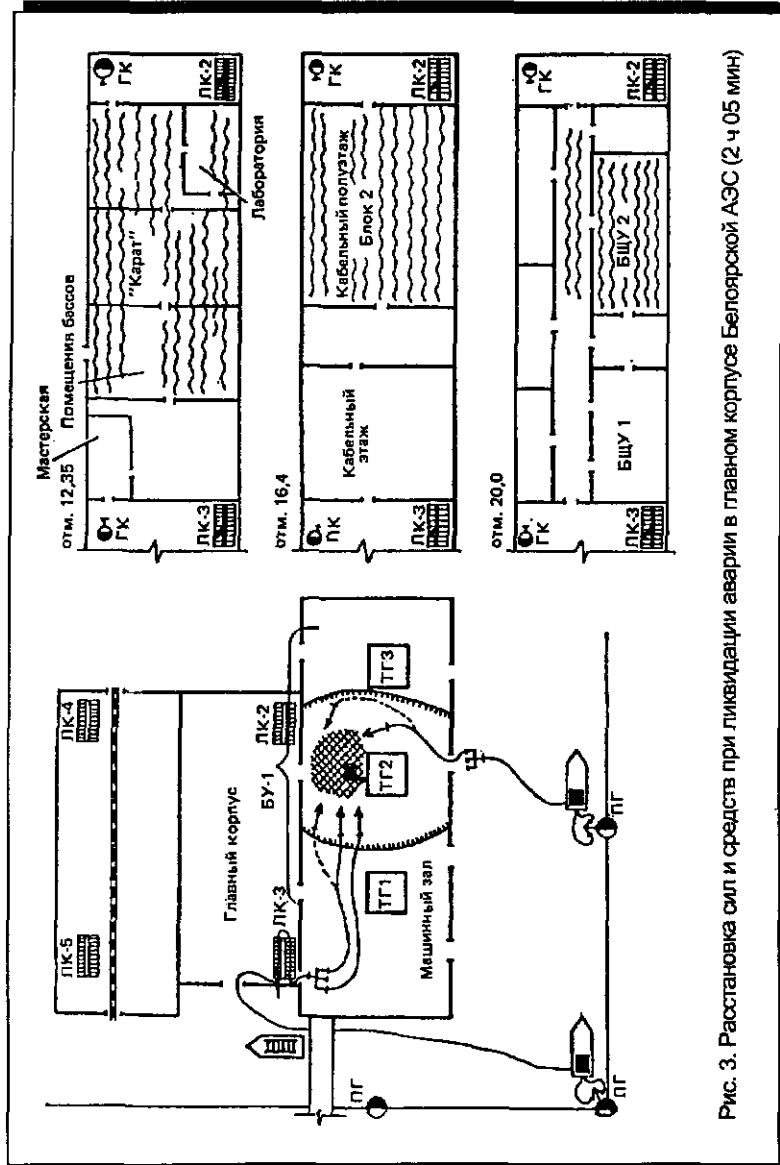 ЛК-5
ЛК-4
Главный корпус
ЛК-3
БУ-1
ЛК-2
ТГ1
ТГ2
ТГ3
Машинный зал
ПГ
ПГ
ПГ
отм. 12,35
Мастерская
Помещения бассов
"Карат"
Лаборатория
ГК
ГК
ЛК-3
ЛК-2
отм. 16,4
ПК
Кабельный
этаж
Кабельный полуэтаж
Блок 2
ГК
ЛК-3
ЛК-2
отм. 20,0
ГК
ГК
БЩУ 1
БЩУ 2
ЛК-3
ЛК-2
Рис. 3. Расстановка сил и средств при ликвидации аварии в главном корпусе Белоярской АЭС (2 ч 05 мин)